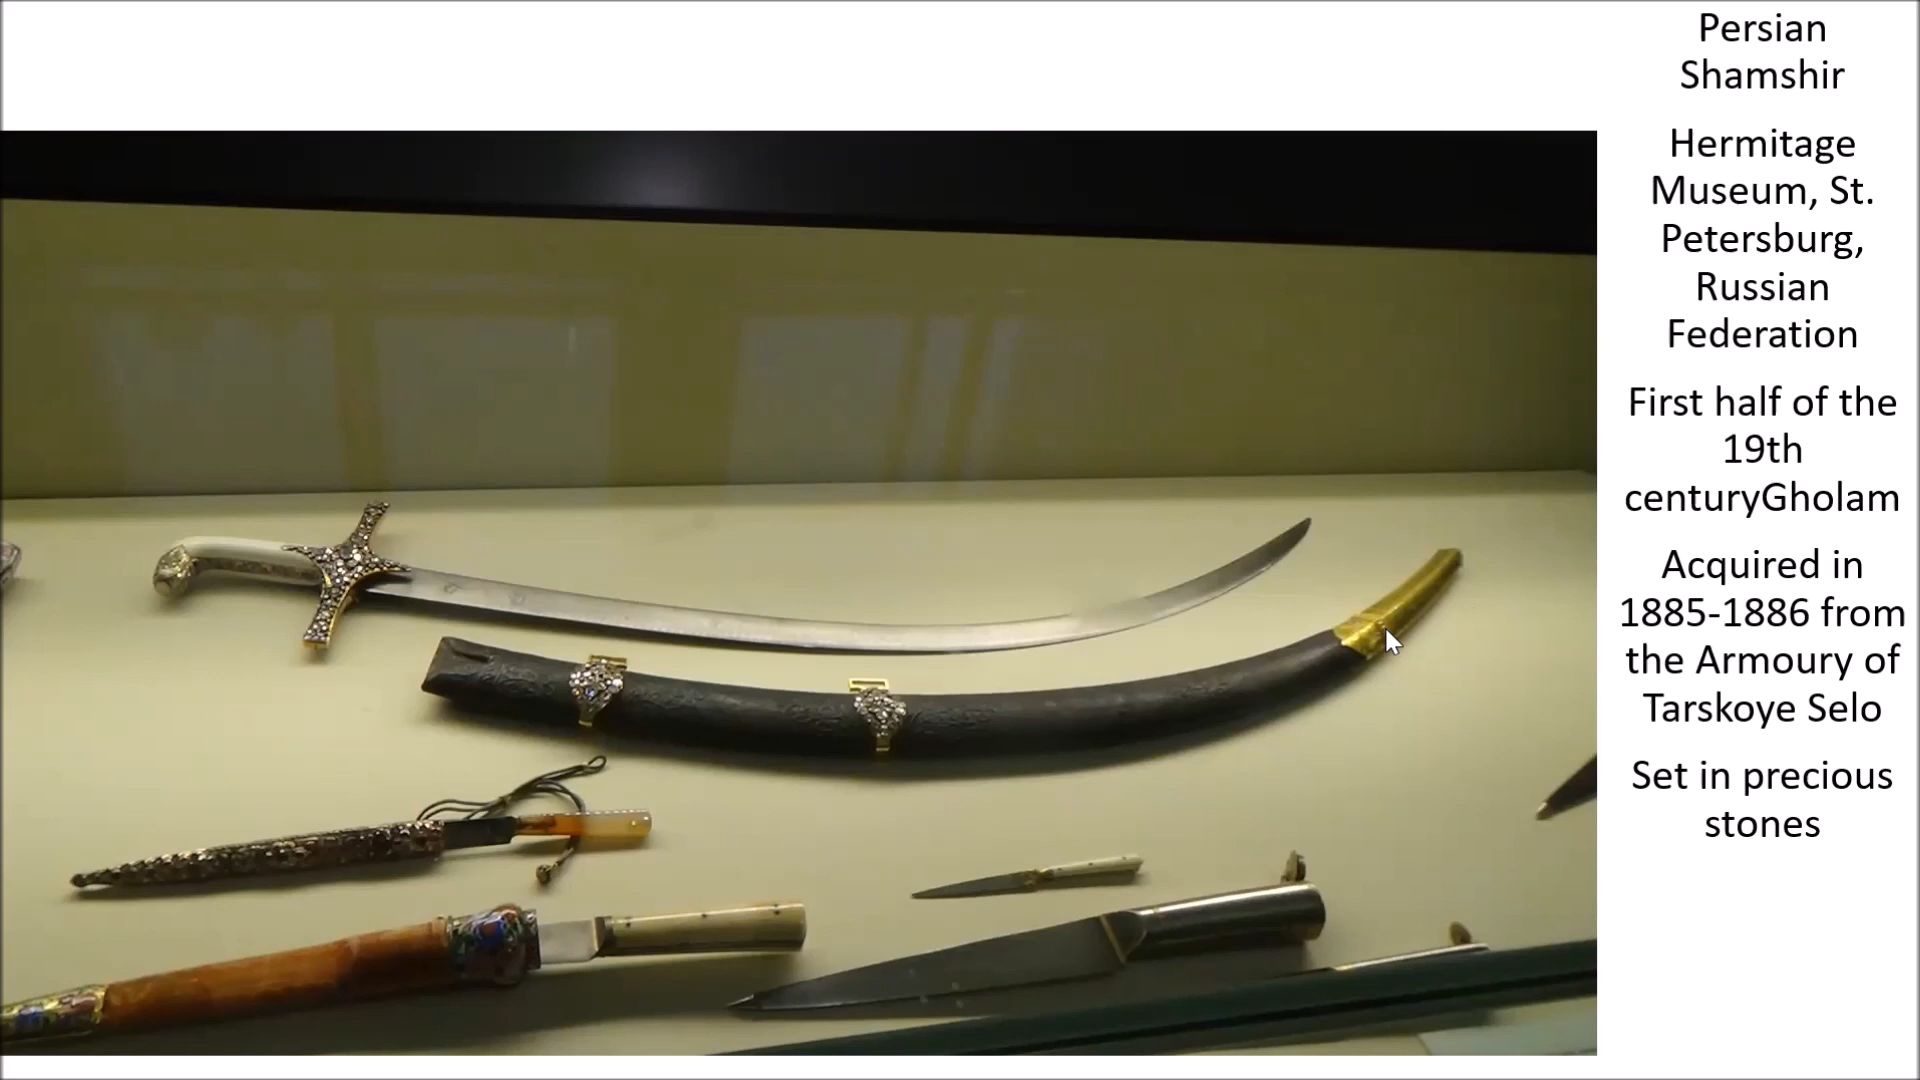 Persian
Shamshir
Hermitage
Museum, St.
Petersburg,
Russian
Federation
First half of the
19th
centuryGholam
Acquired in
1885-1886 from
the Armoury of
Tarskoye Selo
Set in precious
stones